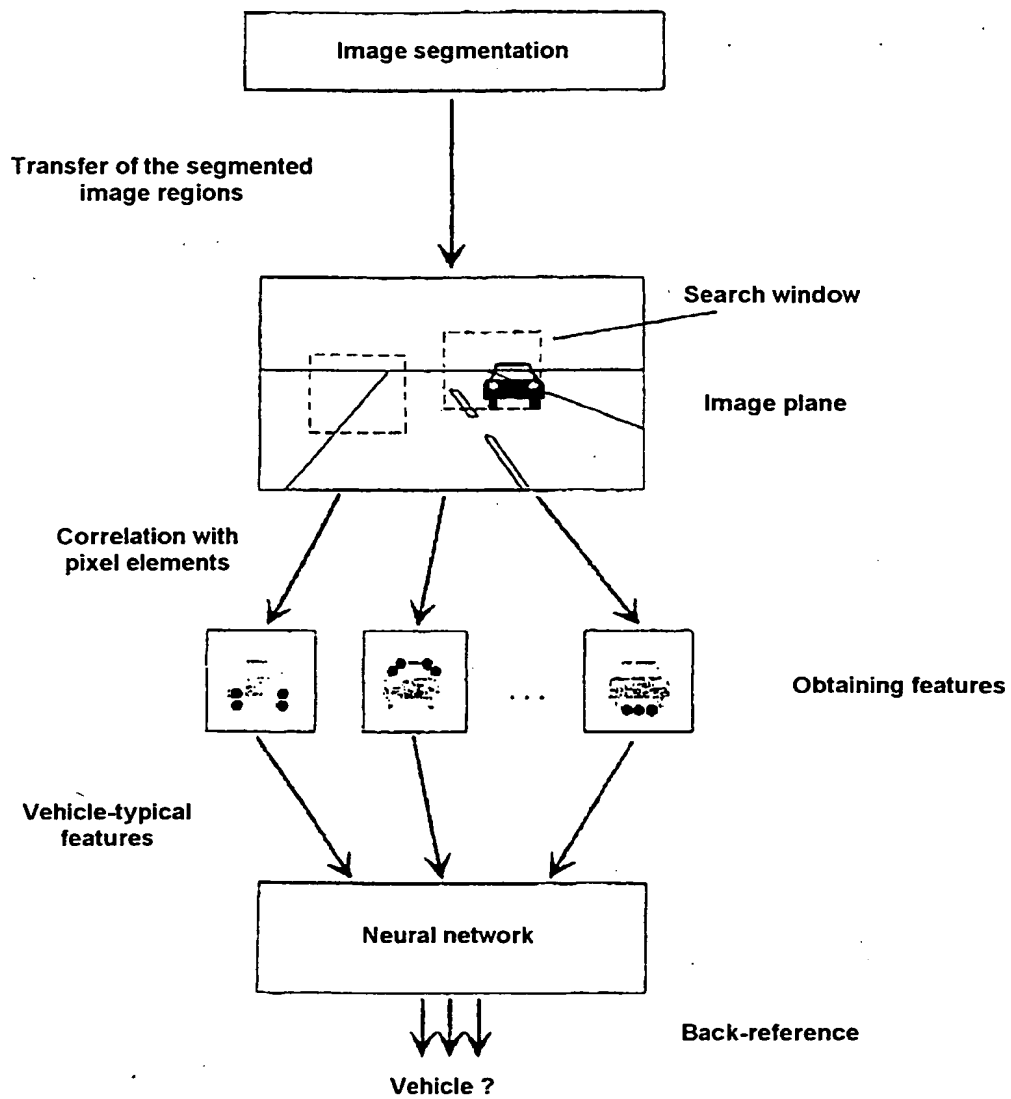 Image segmentation
Transfer of the segmented
image regions
Search window
Image plane
Correlation with
pixel elements
...
Obtaining features
Vehicle-typical
features
Neural network
Back-reference
Vehicle ?